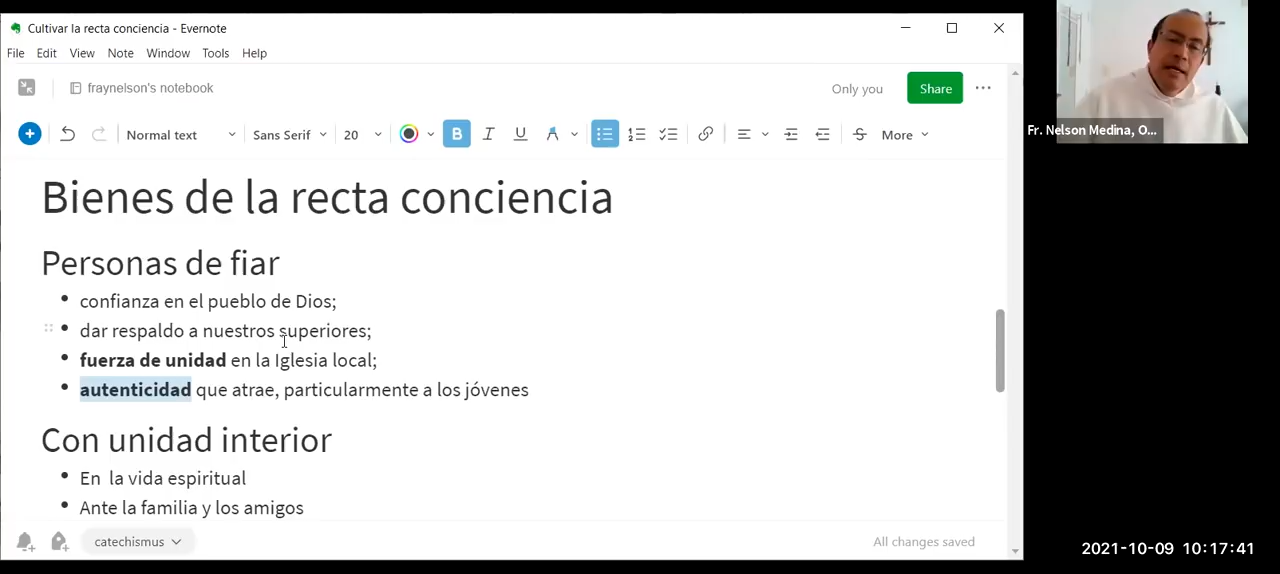 Cultivar la recta conciencia - Evernote
File Edit View Note Window Tools Help
fraynelson's notebook
Only you Share
Normal text Sans Serif 20 B I U More
Bienes de la recta conciencia
Personas de fiar
confianza en el pueblo de Dios;
dar respaldo a nuestros superiores;
fuerza de unidad en la Iglesia local;
autenticidad que atrae, particularmente a los jóvenes
Con unidad interior
En la vida espiritual
Ante la familia y los amigos
catechismus
All changes saved
Fr. Nelson Medina, O...
2021-10-09 10:17:41